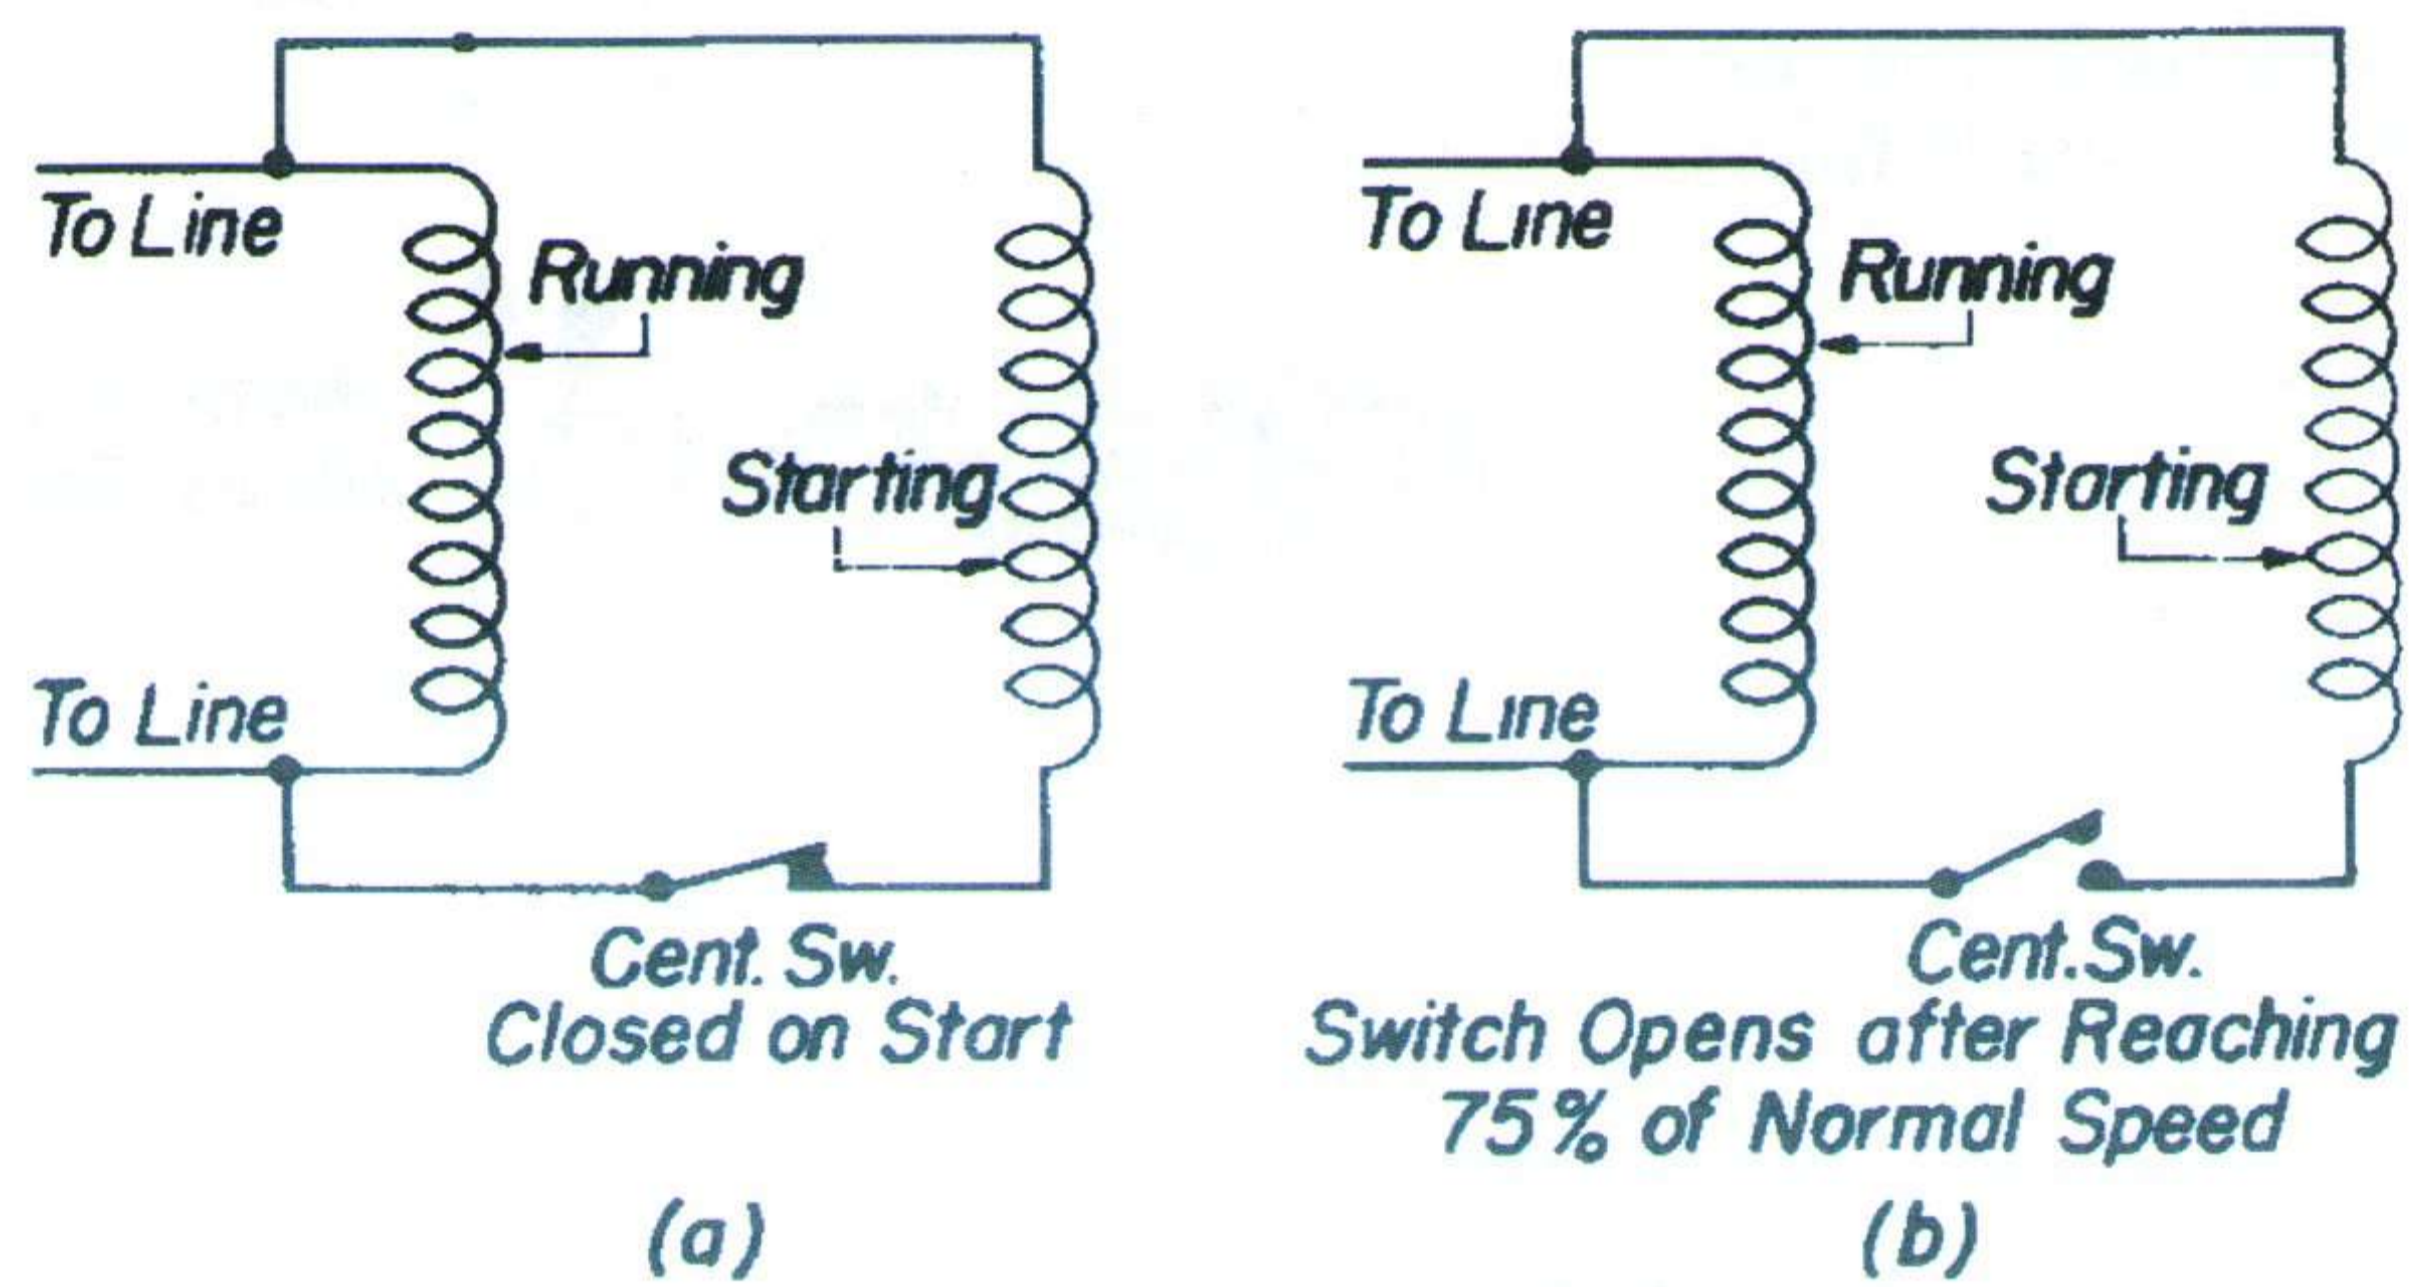 To Line
Running
Starting
To Line
Cent. Sw.
Closed on Start
(a)
To Line
Running
Starting
To Line
Cent. Sw.
Switch Opens after Reaching
75% of Normal Speed
(b)